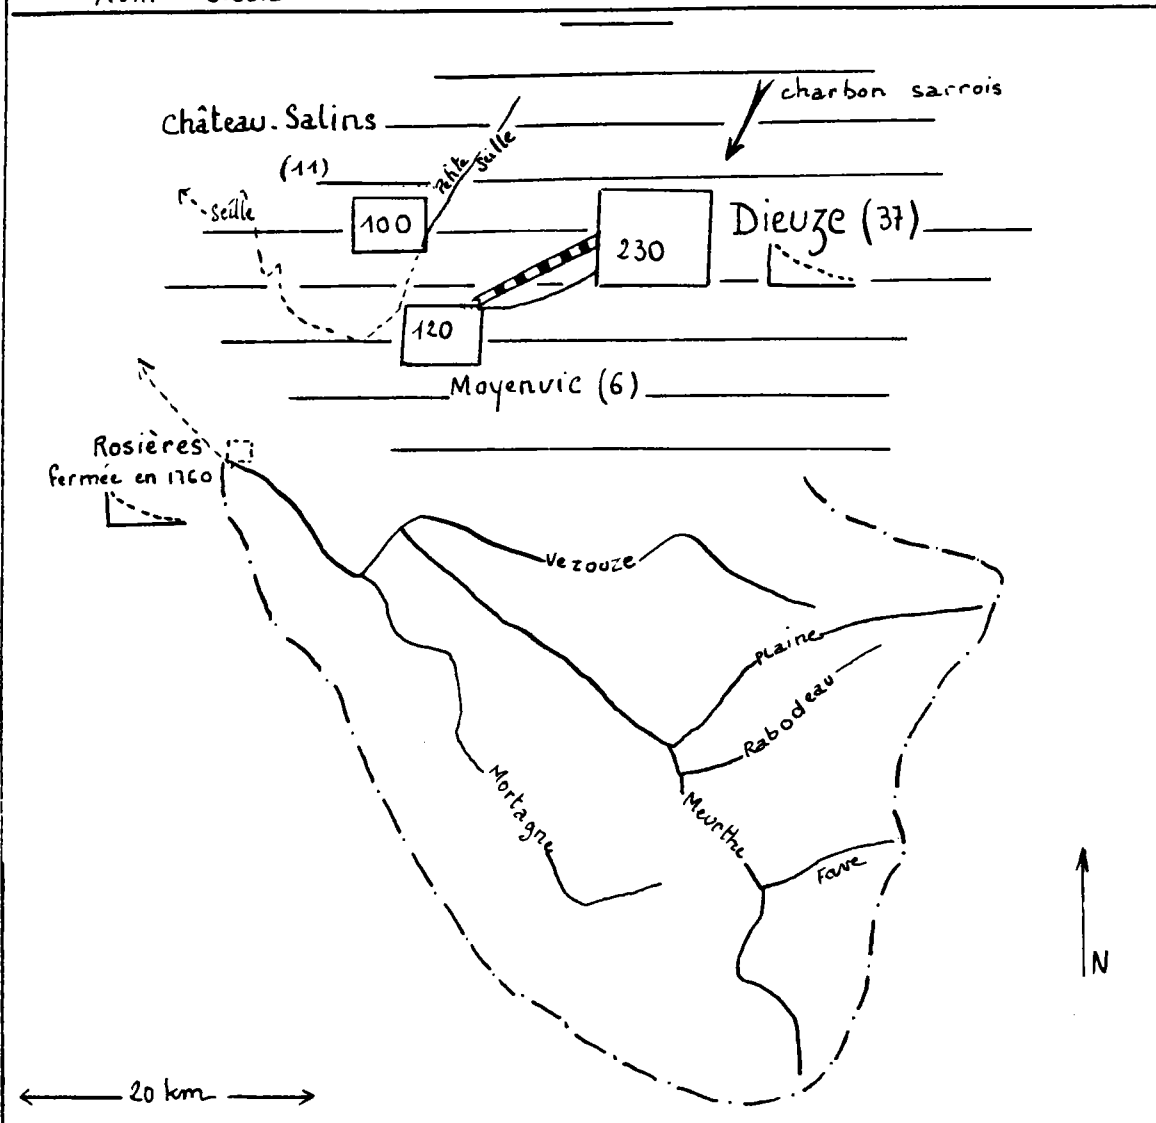 charbon sarrois
Château-Salins
(11)
Petite Seille
Seille
100
230
Dieuze (37)
120
Moyenvic (6)
Rosières
fermée en 1760
Vezouze
Plaine
Rabodeau
Mortagne
Meurthe
Fave
N
20 km